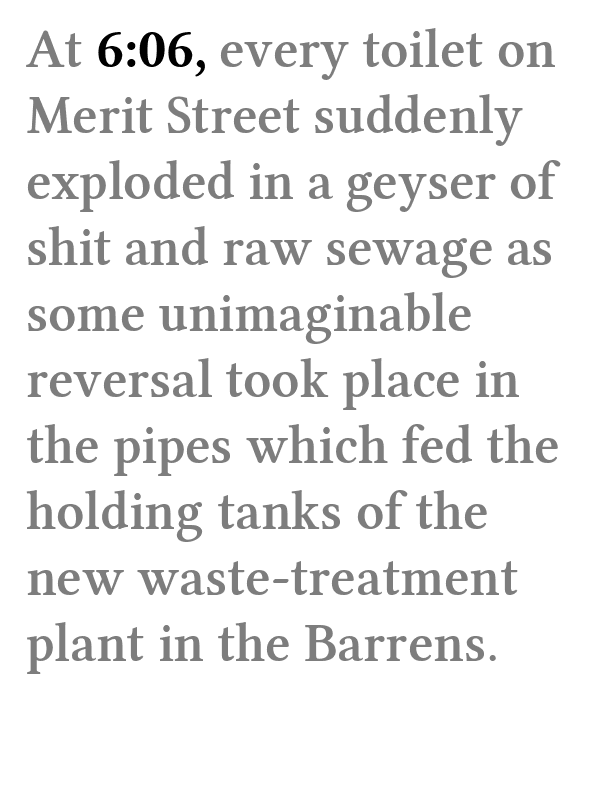 At 6:06, every toilet on
Merit Street suddenly
exploded in a geyser of
shit and raw sewage as
some unimaginable
reversal took place in
the pipes which fed the
holding tanks of the
new waste-treatment
plant in the Barrens.